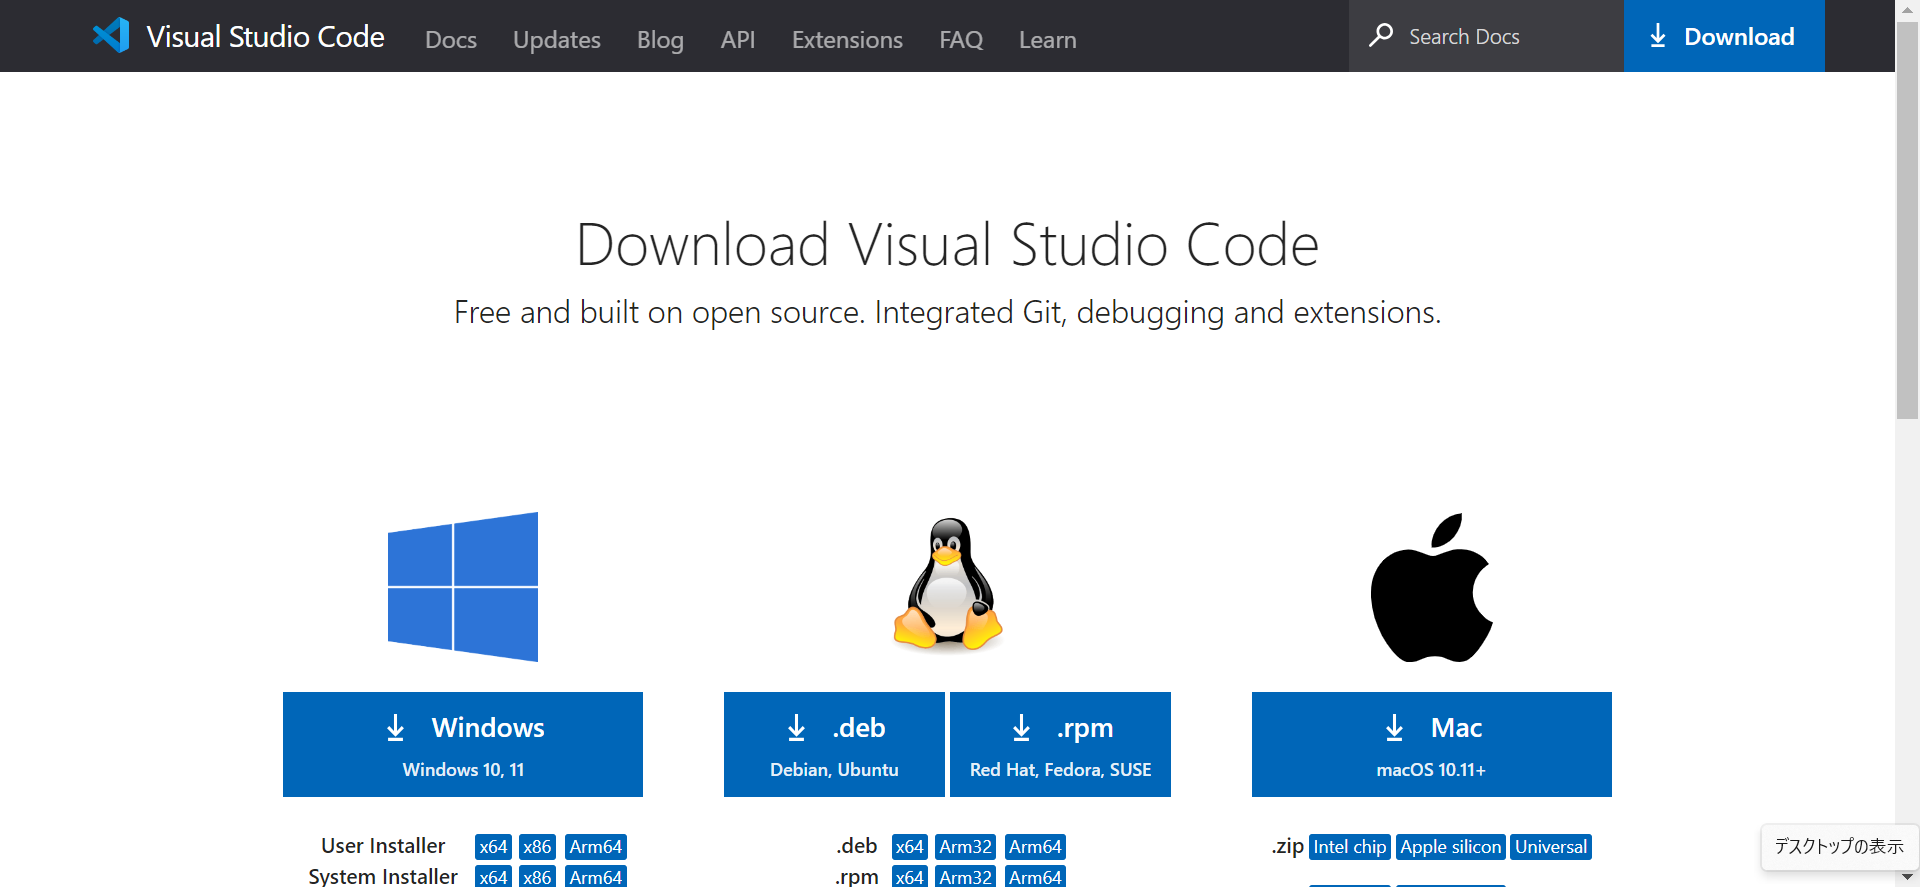 Visual Studio Code Docs Updates Blog API Extensions FAQ Learn Search Docs Download
Download Visual Studio Code
Free and built on open source. Integrated Git, debugging and extensions.
Windows
Windows 10, 11
.deb
Debian, Ubuntu
.rpm
Red Hat, Fedora, SUSE
Mac
macOS 10.11+
User Installer x64 x86 Arm64
System Installer x64 x86 Arm64
.deb x64 Arm32 Arm64
.rpm x64 Arm32 Arm64
.zip Intel chip Apple silicon Universal
デスクトップの表示